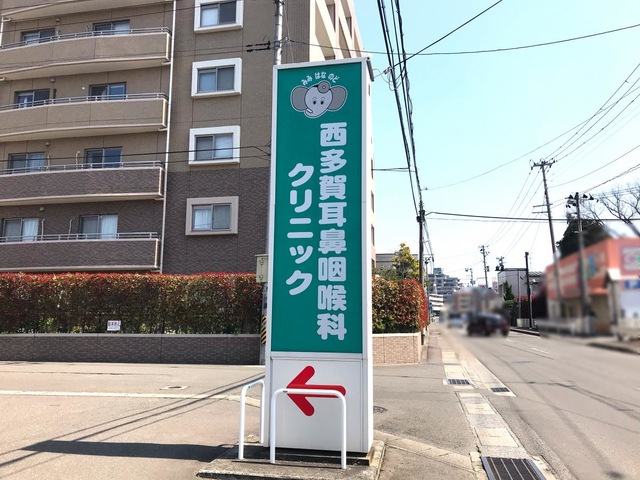 みみ はな のど
西多賀耳鼻咽喉科
クリニック